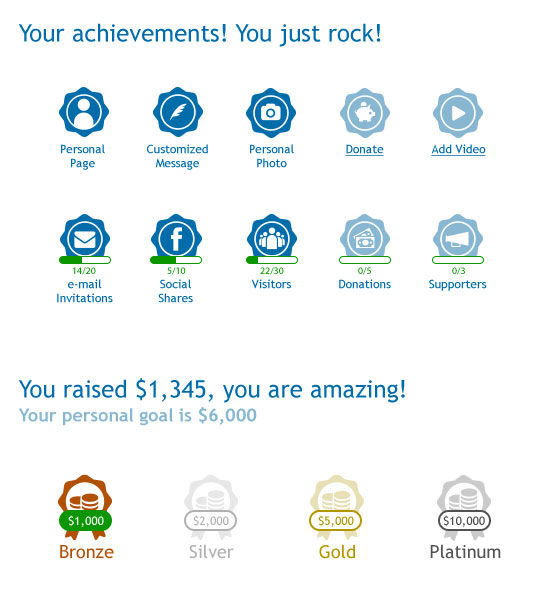 Your achievements! You just rock!
Personal Page
Customized Message
Personal Photo
Donate
Add Video
14/20
e-mail Invitations
5/10
Social Shares
22/30
Visitors
0/5
Donations
0/3
Supporters
You raised $1,345, you are amazing!
Your personal goal is $6,000
$1,000
Bronze
$2,000
Silver
$5,000
Gold
$10,000
Platinum